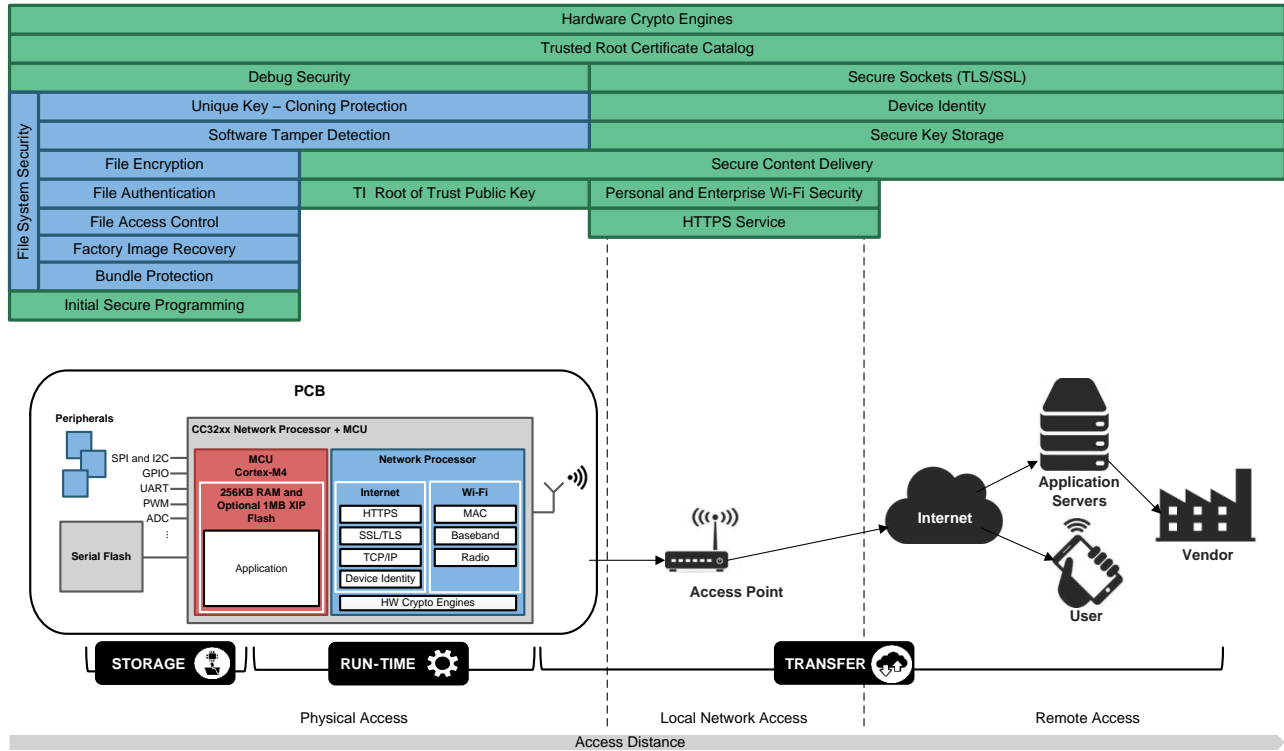 Hardware Crypto Engines
Trusted Root Certificate Catalog
Debug Security
Secure Sockets (TLS/SSL)
File System Security
Unique Key – Cloning Protection
Device Identity
Software Tamper Detection
Secure Key Storage
File Encryption
Secure Content Delivery
File Authentication
TI Root of Trust Public Key
Personal and Enterprise Wi-Fi Security
File Access Control
HTTPS Service
Factory Image Recovery
Bundle Protection
Initial Secure Programming
PCB
Peripherals
SPI and I2C
GPIO
UART
PWM
ADC
⋮
Serial Flash
CC32xx Network Processor + MCU
MCU
Cortex-M4
256KB RAM and
Optional 1MB XIP
Flash
Application
Network Processor
Internet
HTTPS
SSL/TLS
TCP/IP
Device Identity
Wi-Fi
MAC
Baseband
Radio
HW Crypto Engines
Access Point
Internet
Application
Servers
User
Vendor
STORAGE
RUN-TIME
TRANSFER
Physical Access
Local Network Access
Remote Access
Access Distance